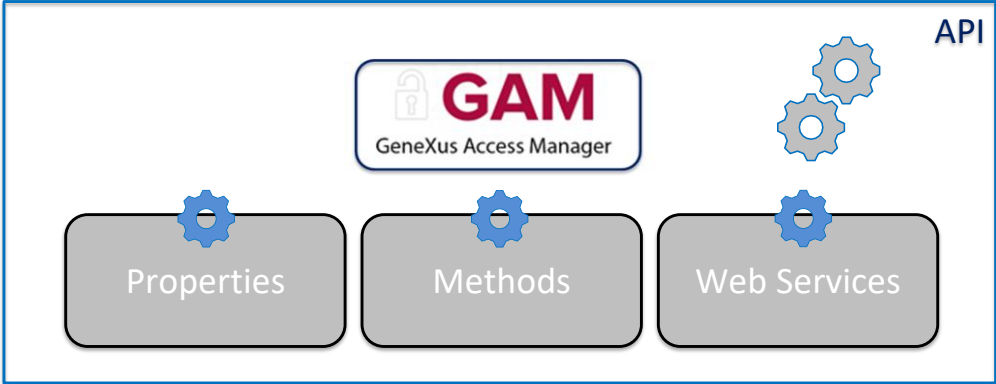 API
GAM
GeneXus Access Manager
Properties
Methods
Web Services